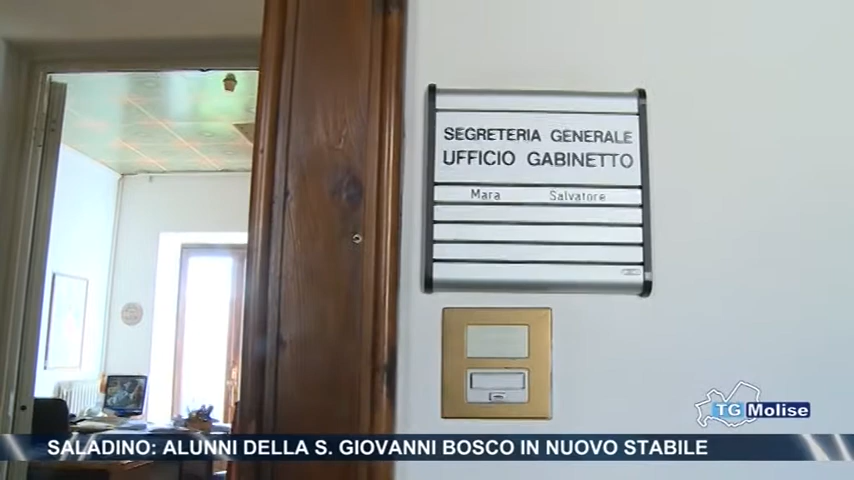 SEGRETERIA GENERALE
UFFICIO GABINETTO
Mara Salvatore
TG Molise
SALADINO: ALUNNI DELLA S. GIOVANNI BOSCO IN NUOVO STABILE